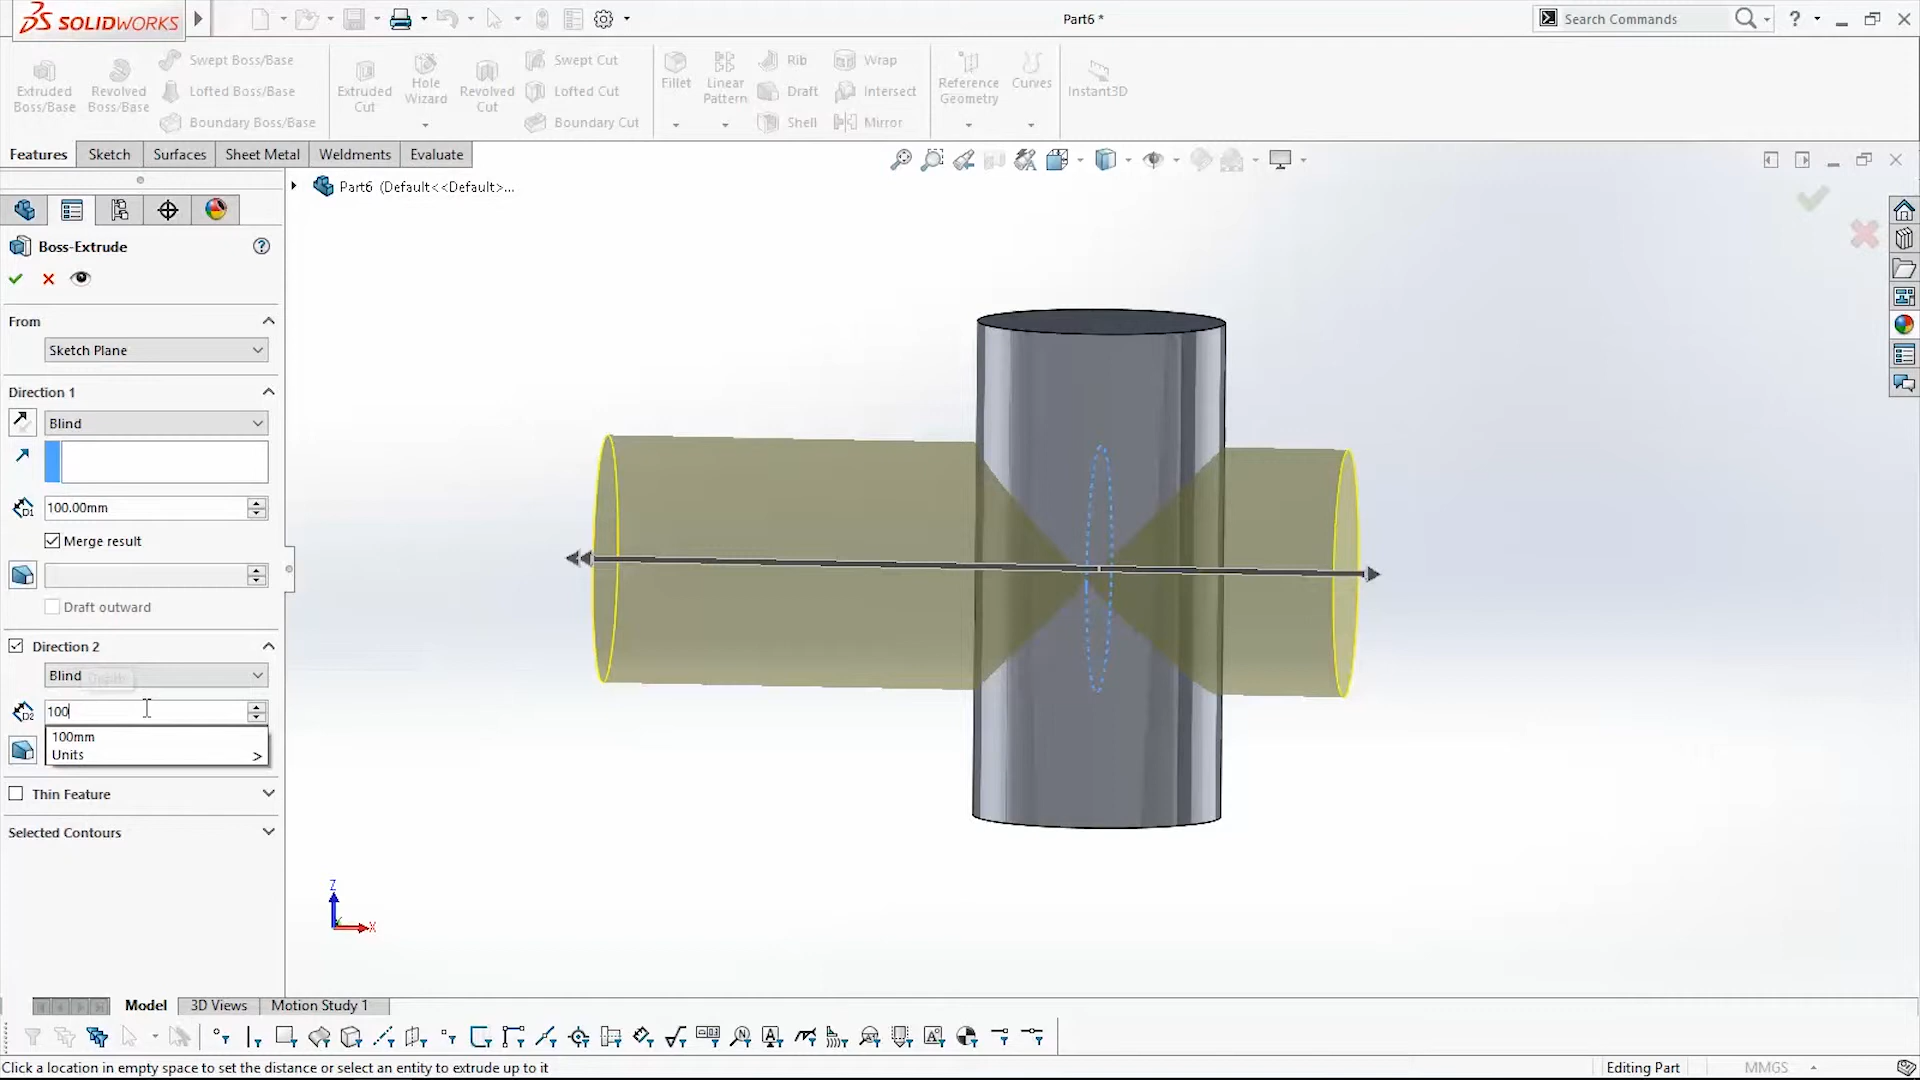 SOLIDWORKS
Part6 *
Search Commands
?
Extruded
Boss/Base
Revolved
Boss/Base
Swept Boss/Base
Lofted Boss/Base
Boundary Boss/Base
Extruded
Cut
Hole
Wizard
Revolved
Cut
Swept Cut
Lofted Cut
Boundary Cut
Fillet
Linear
Pattern
Rib
Draft
Shell
Wrap
Intersect
Mirror
Reference
Geometry
Curves
Instant3D
Features
Sketch
Surfaces
Sheet Metal
Weldments
Evaluate
Part6 (Default<<Default>...
Boss-Extrude
?
From
Sketch Plane
Direction 1
Blind
D1
100.00mm
Merge result
Draft outward
Direction 2
Blind
D2
100
100mm
Units >
Thin Feature
Selected Contours
Z
X
Model
3D Views
Motion Study 1
Click a location in empty space to set the distance or select an entity to extrude up to it
Editing Part
MMGS